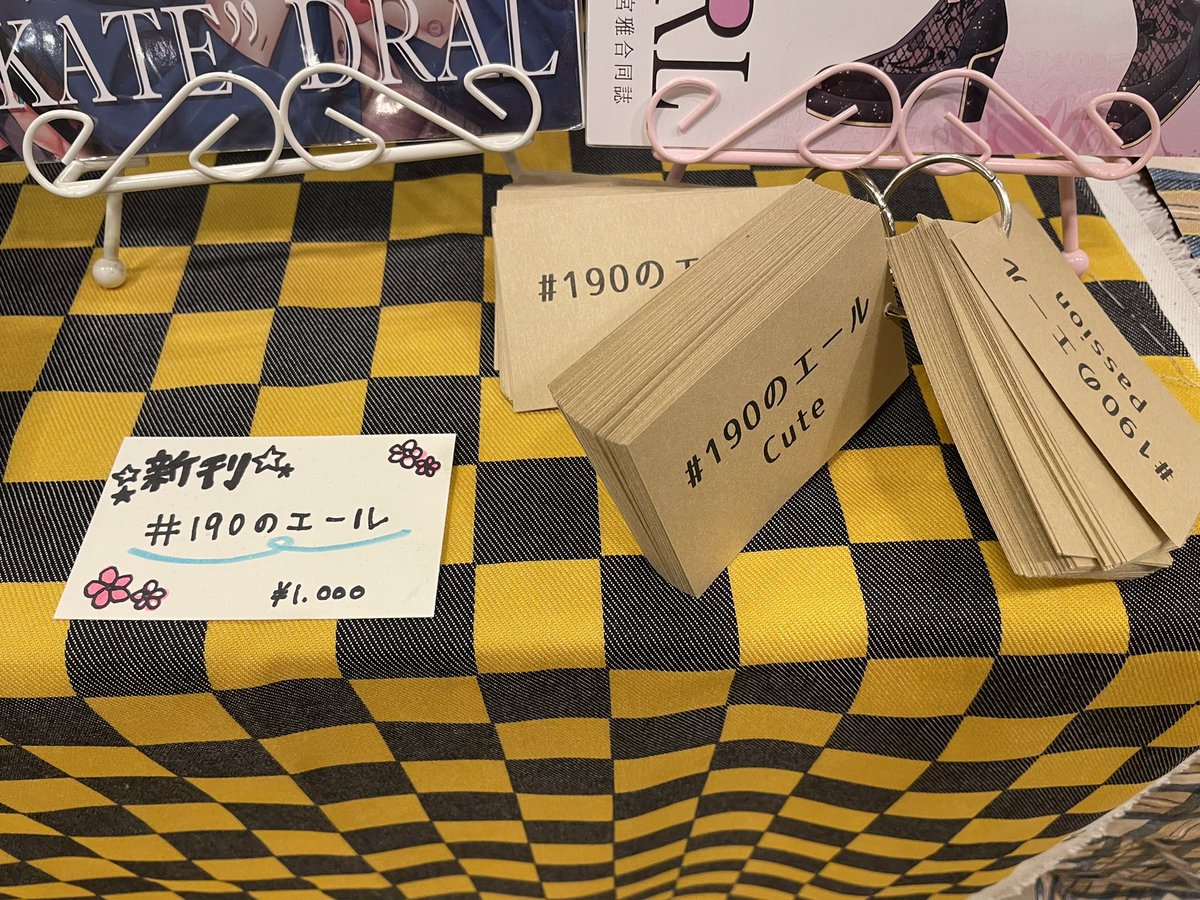 KATE” DRAL
宮雅合同誌
#190のエ
#190のエール
Cute
#190のエール
Passion
新刊
#190のエール
¥1.000